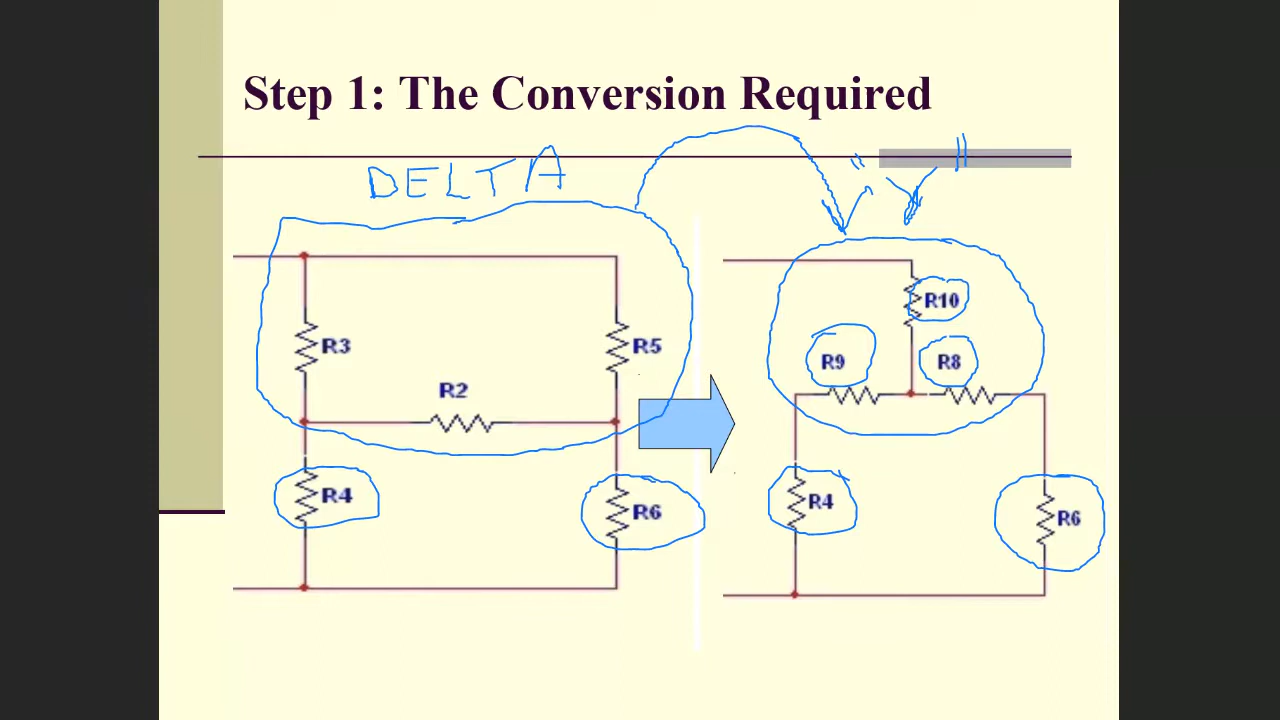 Step 1: The Conversion Required
DELTA
"Y"
R3
R5
R2
R4
R6
R10
R9
R8
R4
R6